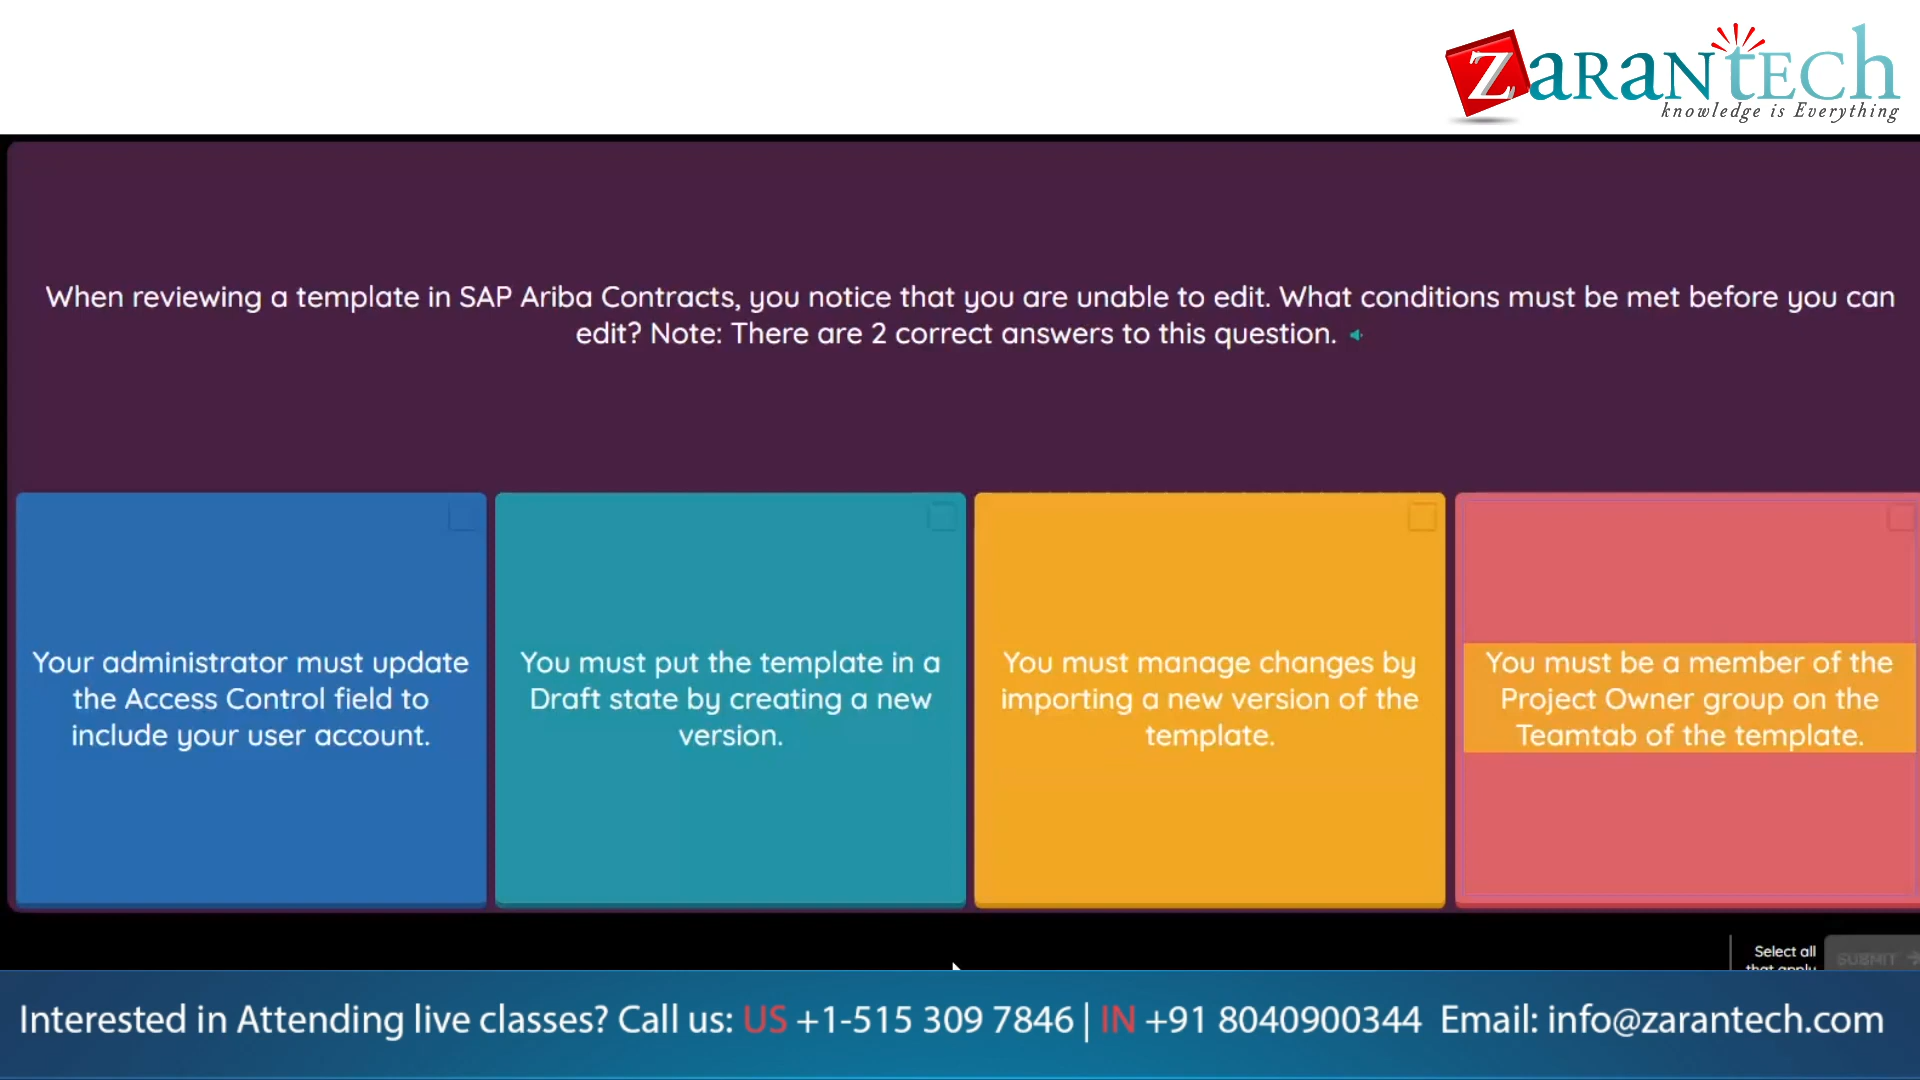 ZARANTECH
knowledge is Everything
When reviewing a template in SAP Ariba Contracts, you notice that you are unable to edit. What conditions must be met before you can
edit? Note: There are 2 correct answers to this question.
Your administrator must update
the Access Control field to
include your user account.
You must put the template in a
Draft state by creating a new
version.
You must manage changes by
importing a new version of the
template.
You must be a member of the
Project Owner group on the
Teamtab of the template.
Select all
that apply
SUBMIT
Interested in Attending live classes? Call us: US +1-515 309 7846 | IN +91 8040900344 Email: info@zarantech.com